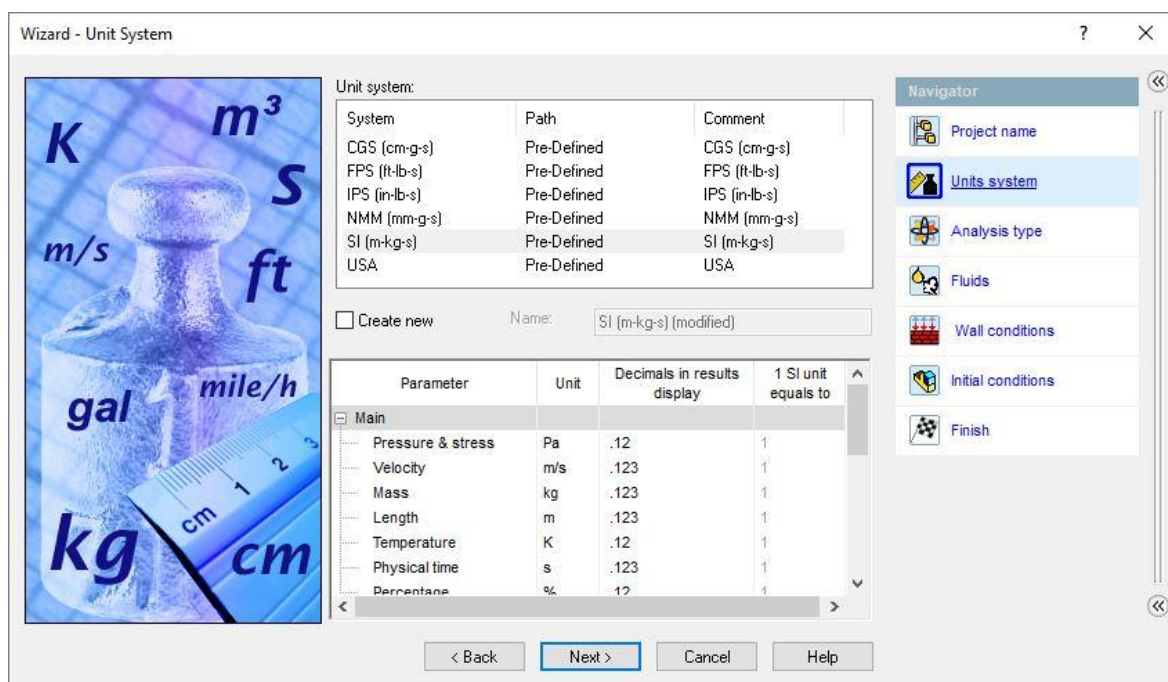 Wizard - Unit System
?
K
m³
s
m/s
ft
gal
mile/h
cm
1
2
3
kg
cm
Unit system:
System Path Comment
CGS (cm-g-s) Pre-Defined CGS (cm-g-s)
FPS (ft-lb-s) Pre-Defined FPS (ft-lb-s)
IPS (in-lb-s) Pre-Defined IPS (in-lb-s)
NMM (mm-g-s) Pre-Defined NMM (mm-g-s)
SI (m-kg-s) Pre-Defined SI (m-kg-s)
USA Pre-Defined USA
Create new Name: SI (m-kg-s) (modified)
Parameter Unit Decimals in results display 1 SI unit equals to
Main
Pressure & stress Pa .12 1
Velocity m/s .123 1
Mass kg .123 1
Length m .123 1
Temperature K .12 1
Physical time s .123 1
Percentage % .12 1
< Back Next > Cancel Help
Navigator
Project name
Units system
Analysis type
Fluids
Wall conditions
Initial conditions
Finish